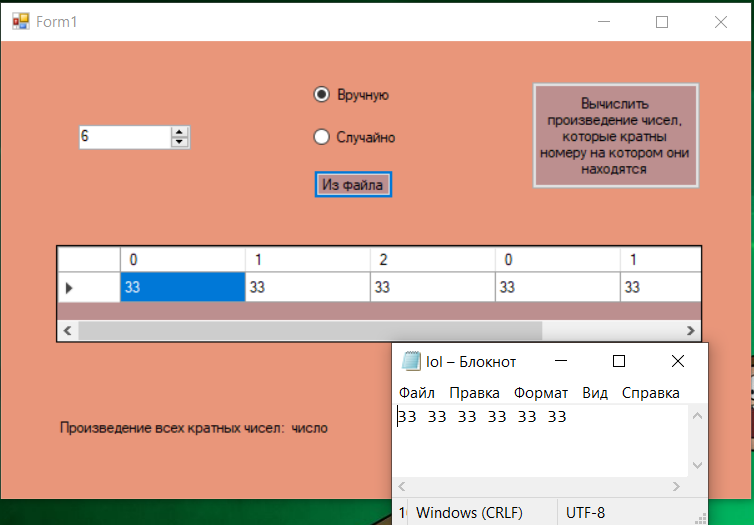 Form1
Вручную
6
Случайно
Из файла
Вычислить
произведение чисел,
которые кратны
номеру на котором они
находятся
0 1 2 0 1
33 33 33 33 33
lol – Блокнот
Файл Правка Формат Вид Справка
33 33 33 33 33 33
Произведение всех кратных чисел: число
Windows (CRLF) UTF-8